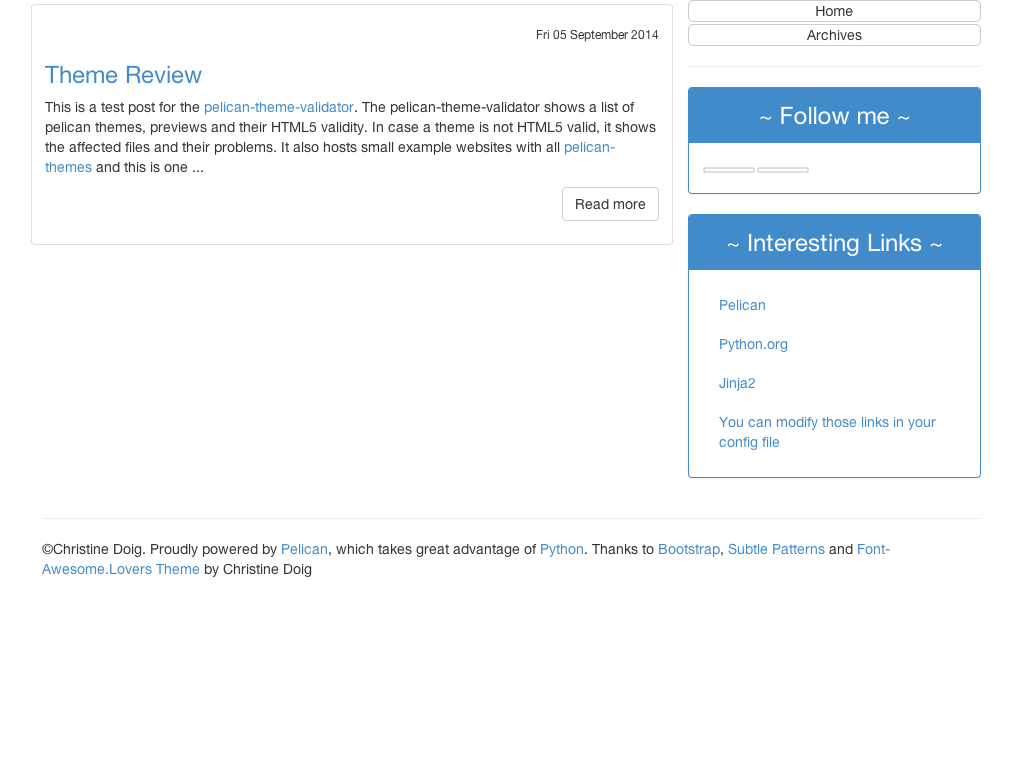 Fri 05 September 2014
Theme Review
This is a test post for the pelican-theme-validator. The pelican-theme-validator shows a list of
pelican themes, previews and their HTML5 validity. In case a theme is not HTML5 valid, it shows
the affected files and their problems. It also hosts small example websites with all pelican-
themes and this is one ...
Read more
Home
Archives
~ Follow me ~
~ Interesting Links ~
Pelican
Python.org
Jinja2
You can modify those links in your
config file
©Christine Doig. Proudly powered by Pelican, which takes great advantage of Python. Thanks to Bootstrap, Subtle Patterns and Font-
Awesome.Lovers Theme by Christine Doig